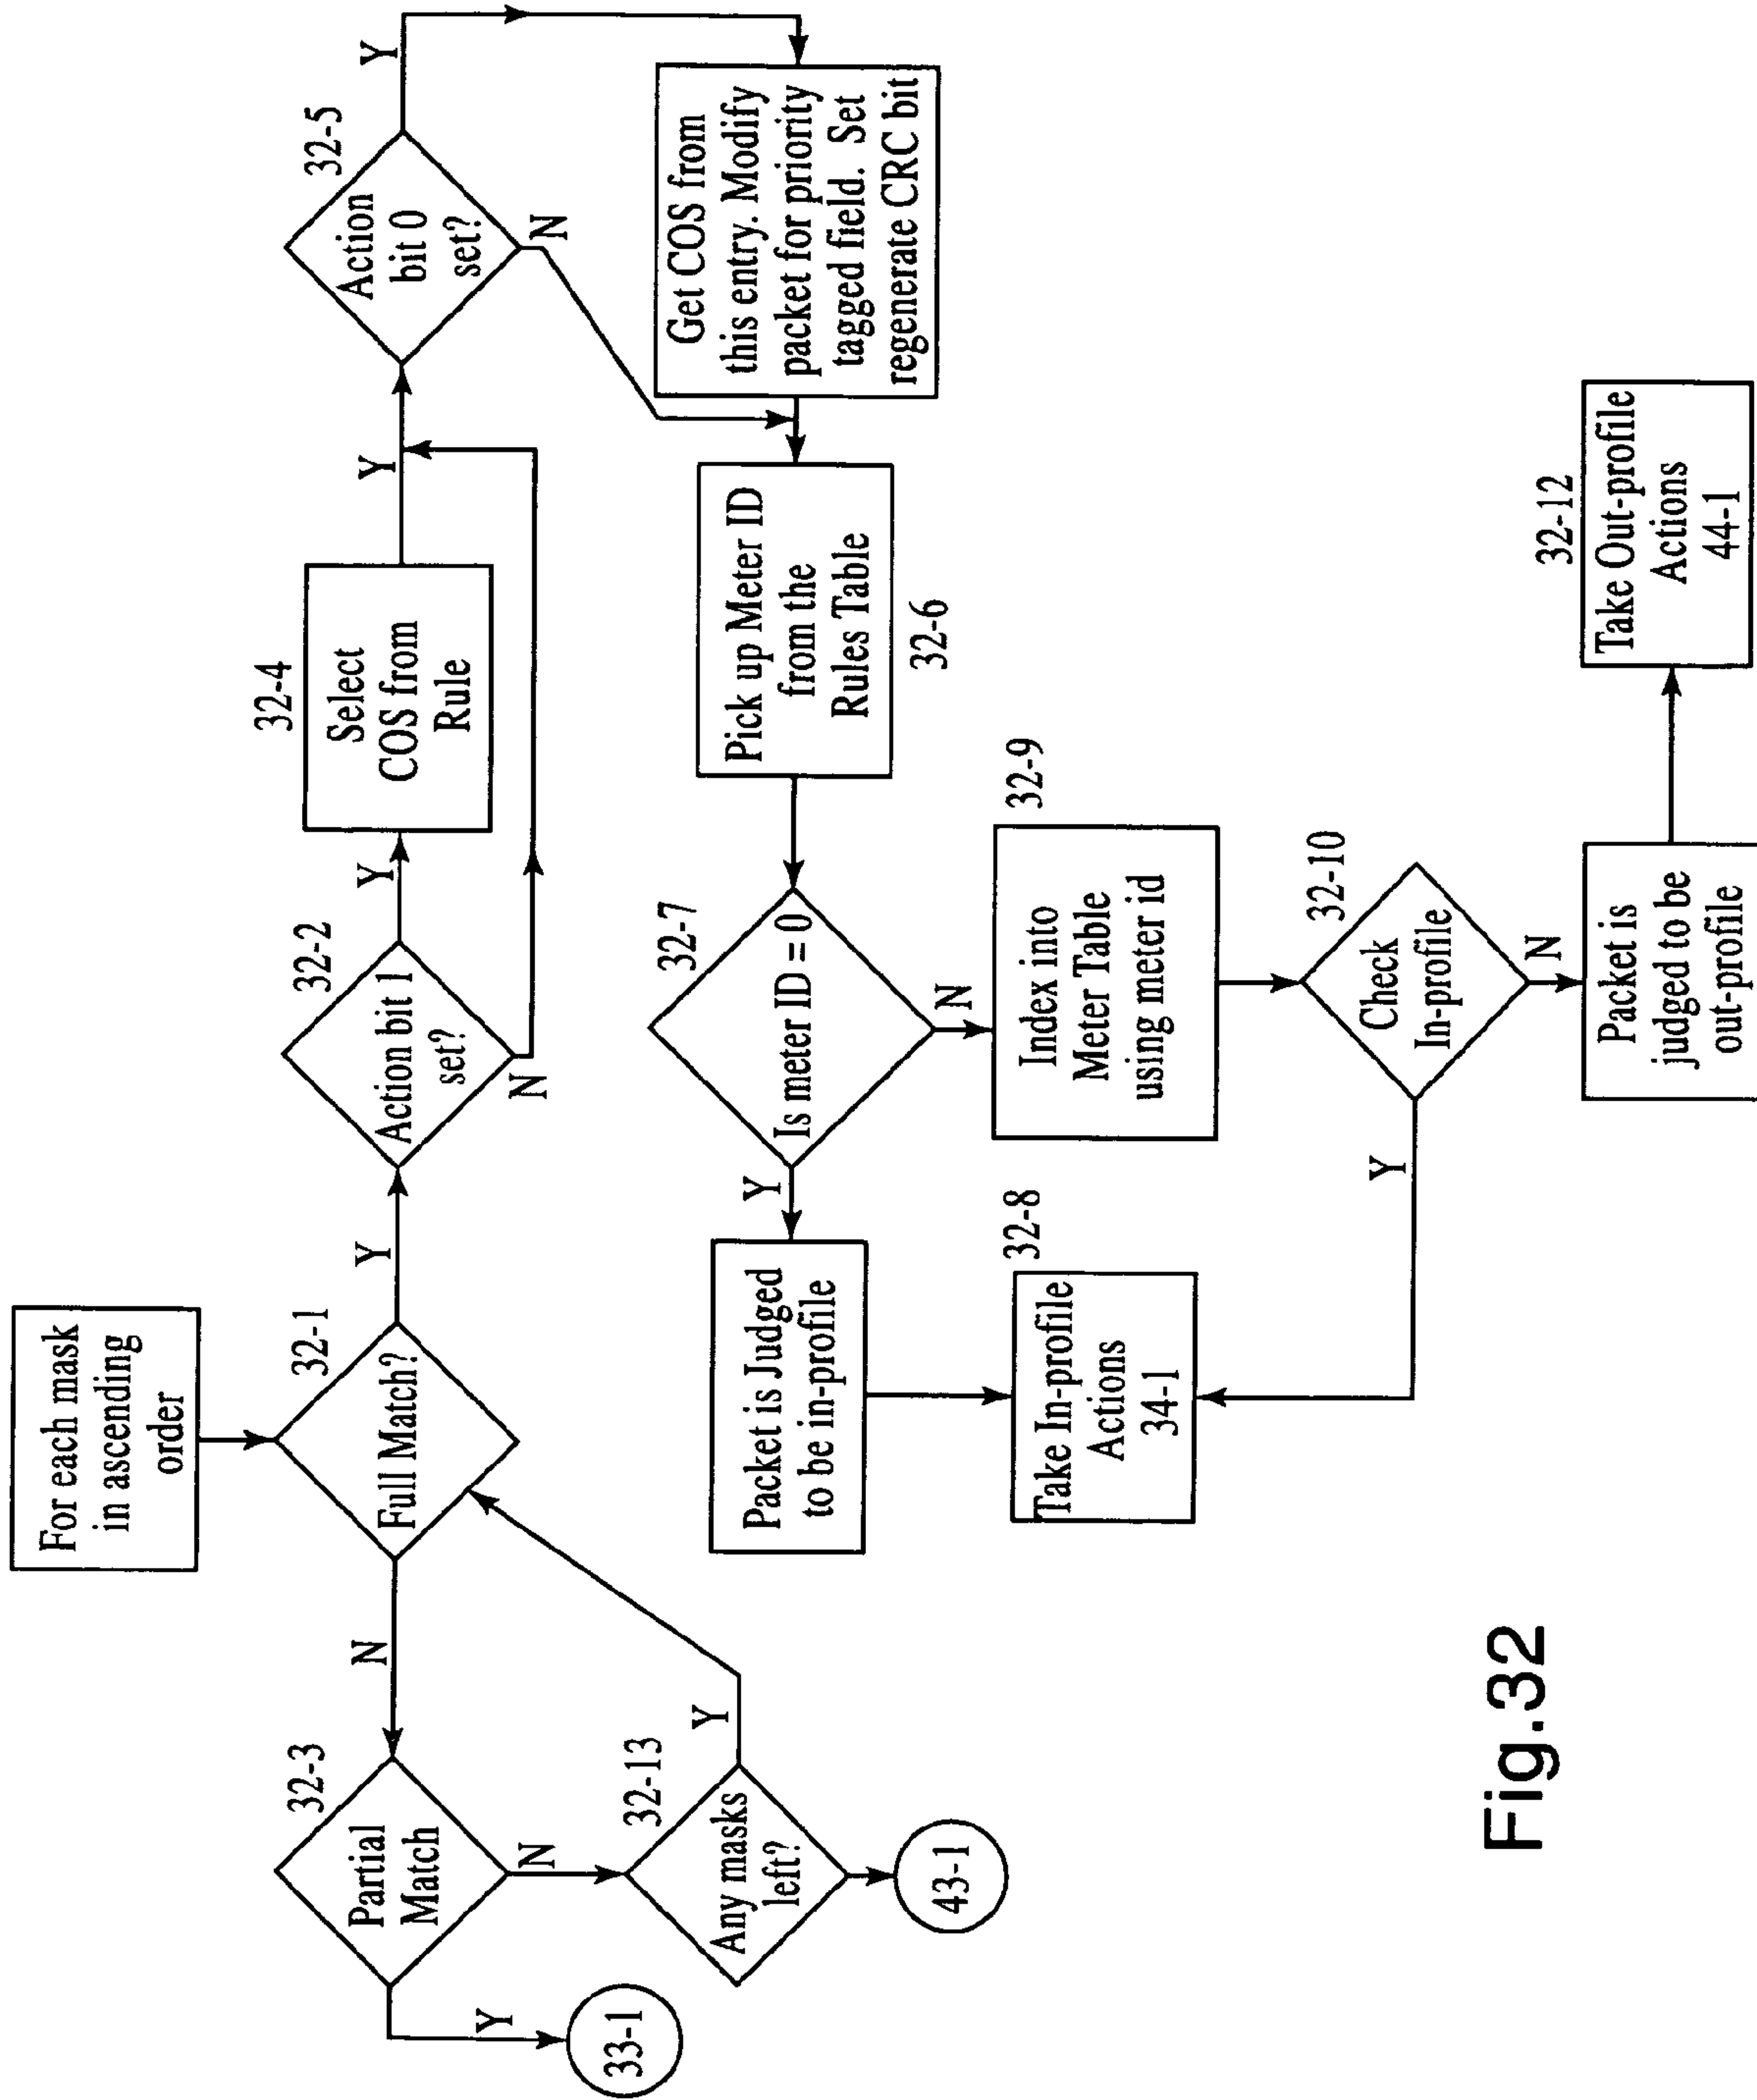 For each mask
in ascending
order
32-1
Full Match?
Y
N
32-2
Action bit 1
set?
Y
N
32-4
Select
COS from
Rule
Y
32-5
Action
bit 0
set?
Y
N
Get COS from
this entry. Modify
packet for priority
tagged field. Set
regenerate CRC bit
32-3
Partial
Match
Y
N
33-1
32-13
Any masks
left?
Y
43-1
Pick up Meter ID
from the
Rules Table
32-6
32-7
Is meter ID = 0
Y
N
Packet is Judged
to be in-profile
32-8
Take In-profile
Actions
34-1
32-9
Index into
Meter Table
using meter id
32-10
Check
In-profile
Y
N
Packet is
judged to be
out-profile
32-12
Take Out-profile
Actions
44-1
Fig.32